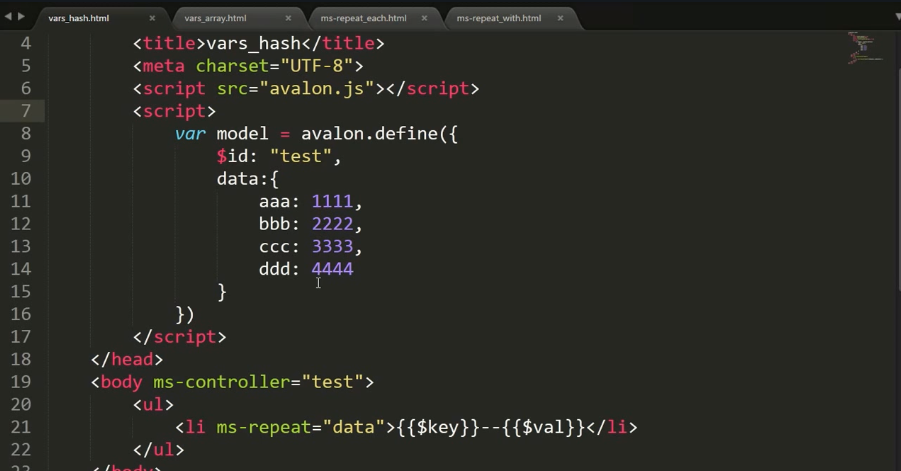 vars_hash.html × vars_array.html × ms-repeat_each.html × ms-repeat_with.html ×
4 <title>vars_hash</title>
5 <meta charset="UTF-8">
6 <script src="avalon.js"></script>
7 <script>
8 var model = avalon.define({
9 $id: "test",
10 data:{
11 aaa: 1111,
12 bbb: 2222,
13 ccc: 3333,
14 ddd: 4444
15 }
16 })
17 </script>
18 </head>
19 <body ms-controller="test">
20 <ul>
21 <li ms-repeat="data">{{$key}}--{{$val}}</li>
22 </ul>
23 </body>